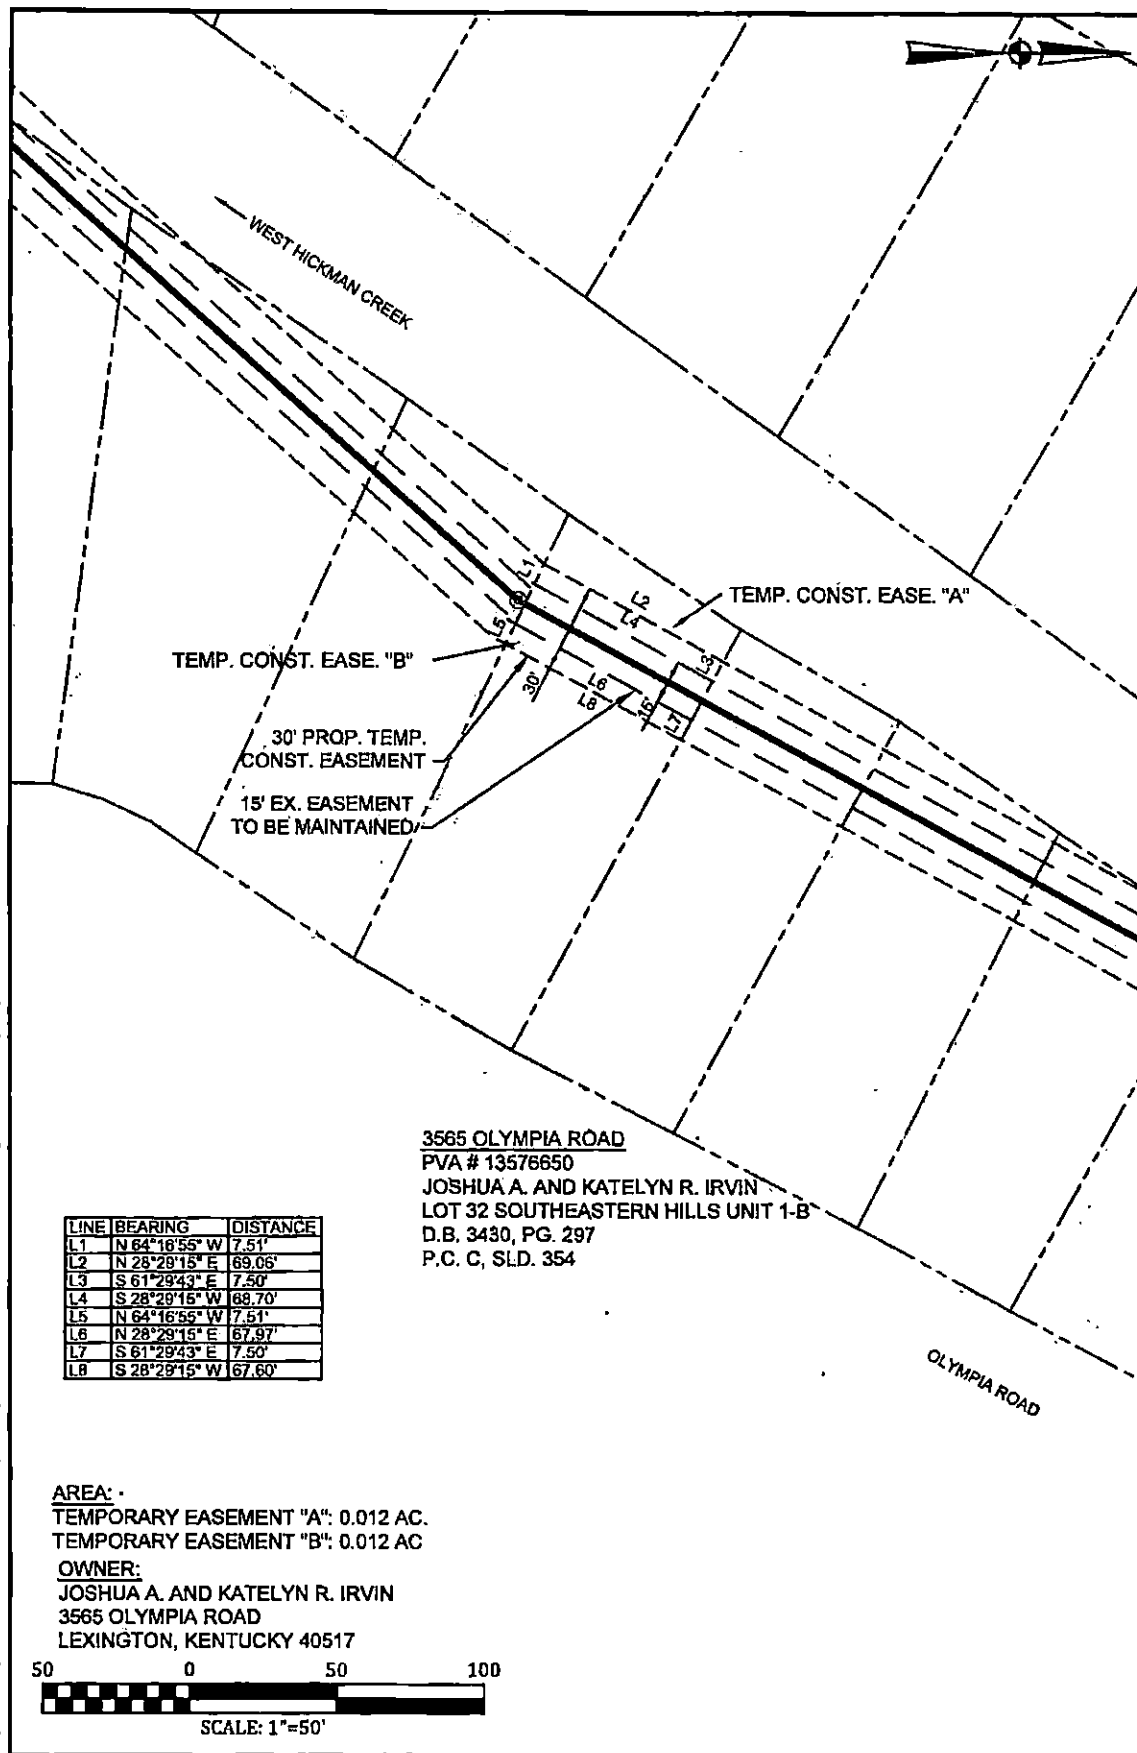 WEST HICKMAN CREEK
L1
L2
L4
TEMP. CONST. EASE. "A"
L5
L3
TEMP. CONST. EASE. "B"
30'
L6
L8
15'
L7
30' PROP. TEMP.
CONST. EASEMENT
15' EX. EASEMENT
TO BE MAINTAINED
3565 OLYMPIA ROAD
PVA # 13576650
JOSHUA A. AND KATELYN R. IRVIN
LOT 32 SOUTHEASTERN HILLS UNIT 1-B
D.B. 3430, PG. 297
P.C. C, SLD. 354
LINE BEARING DISTANCE
L1 N 64°16'55" W 7.51'
L2 N 28°29'15" E 69.06'
L3 S 61°29'43" E 7.50'
L4 S 28°29'15" W 68.70'
L5 N 64°16'55" W 7.51'
L6 N 28°29'15" E 67.97'
L7 S 61°29'43" E 7.50'
L8 S 28°29'15" W 67.60'
OLYMPIA ROAD
AREA:
TEMPORARY EASEMENT "A": 0.012 AC.
TEMPORARY EASEMENT "B": 0.012 AC
OWNER:
JOSHUA A. AND KATELYN R. IRVIN
3565 OLYMPIA ROAD
LEXINGTON, KENTUCKY 40517
50 0 50 100
SCALE: 1"=50'